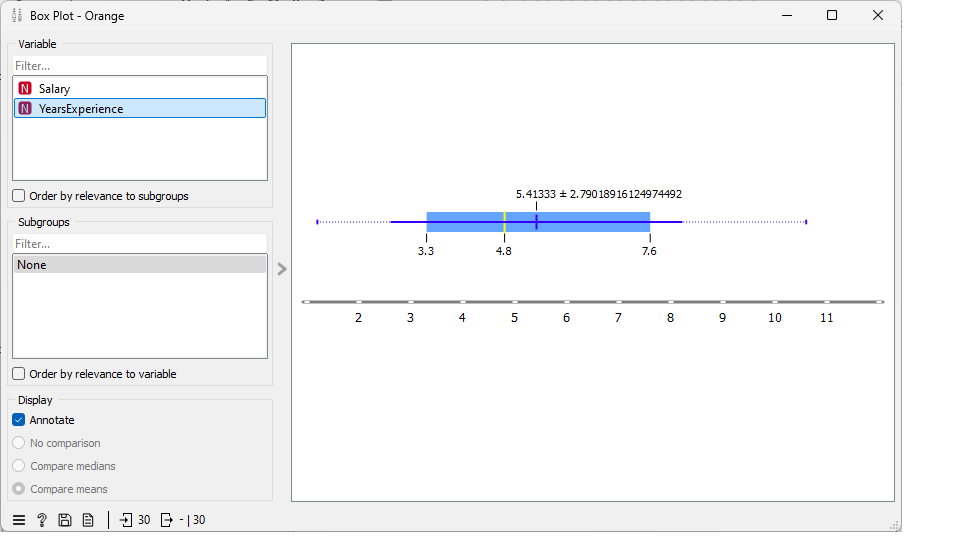 Box Plot - Orange
Variable
Filter...
N Salary
N YearsExperience
Order by relevance to subgroups
Subgroups
Filter...
None
Order by relevance to variable
Display
Annotate
No comparison
Compare medians
Compare means
? 30 - | 30
5.41333 ± 2.79018916124974492
3.3 4.8 7.6
2 3 4 5 6 7 8 9 10 11